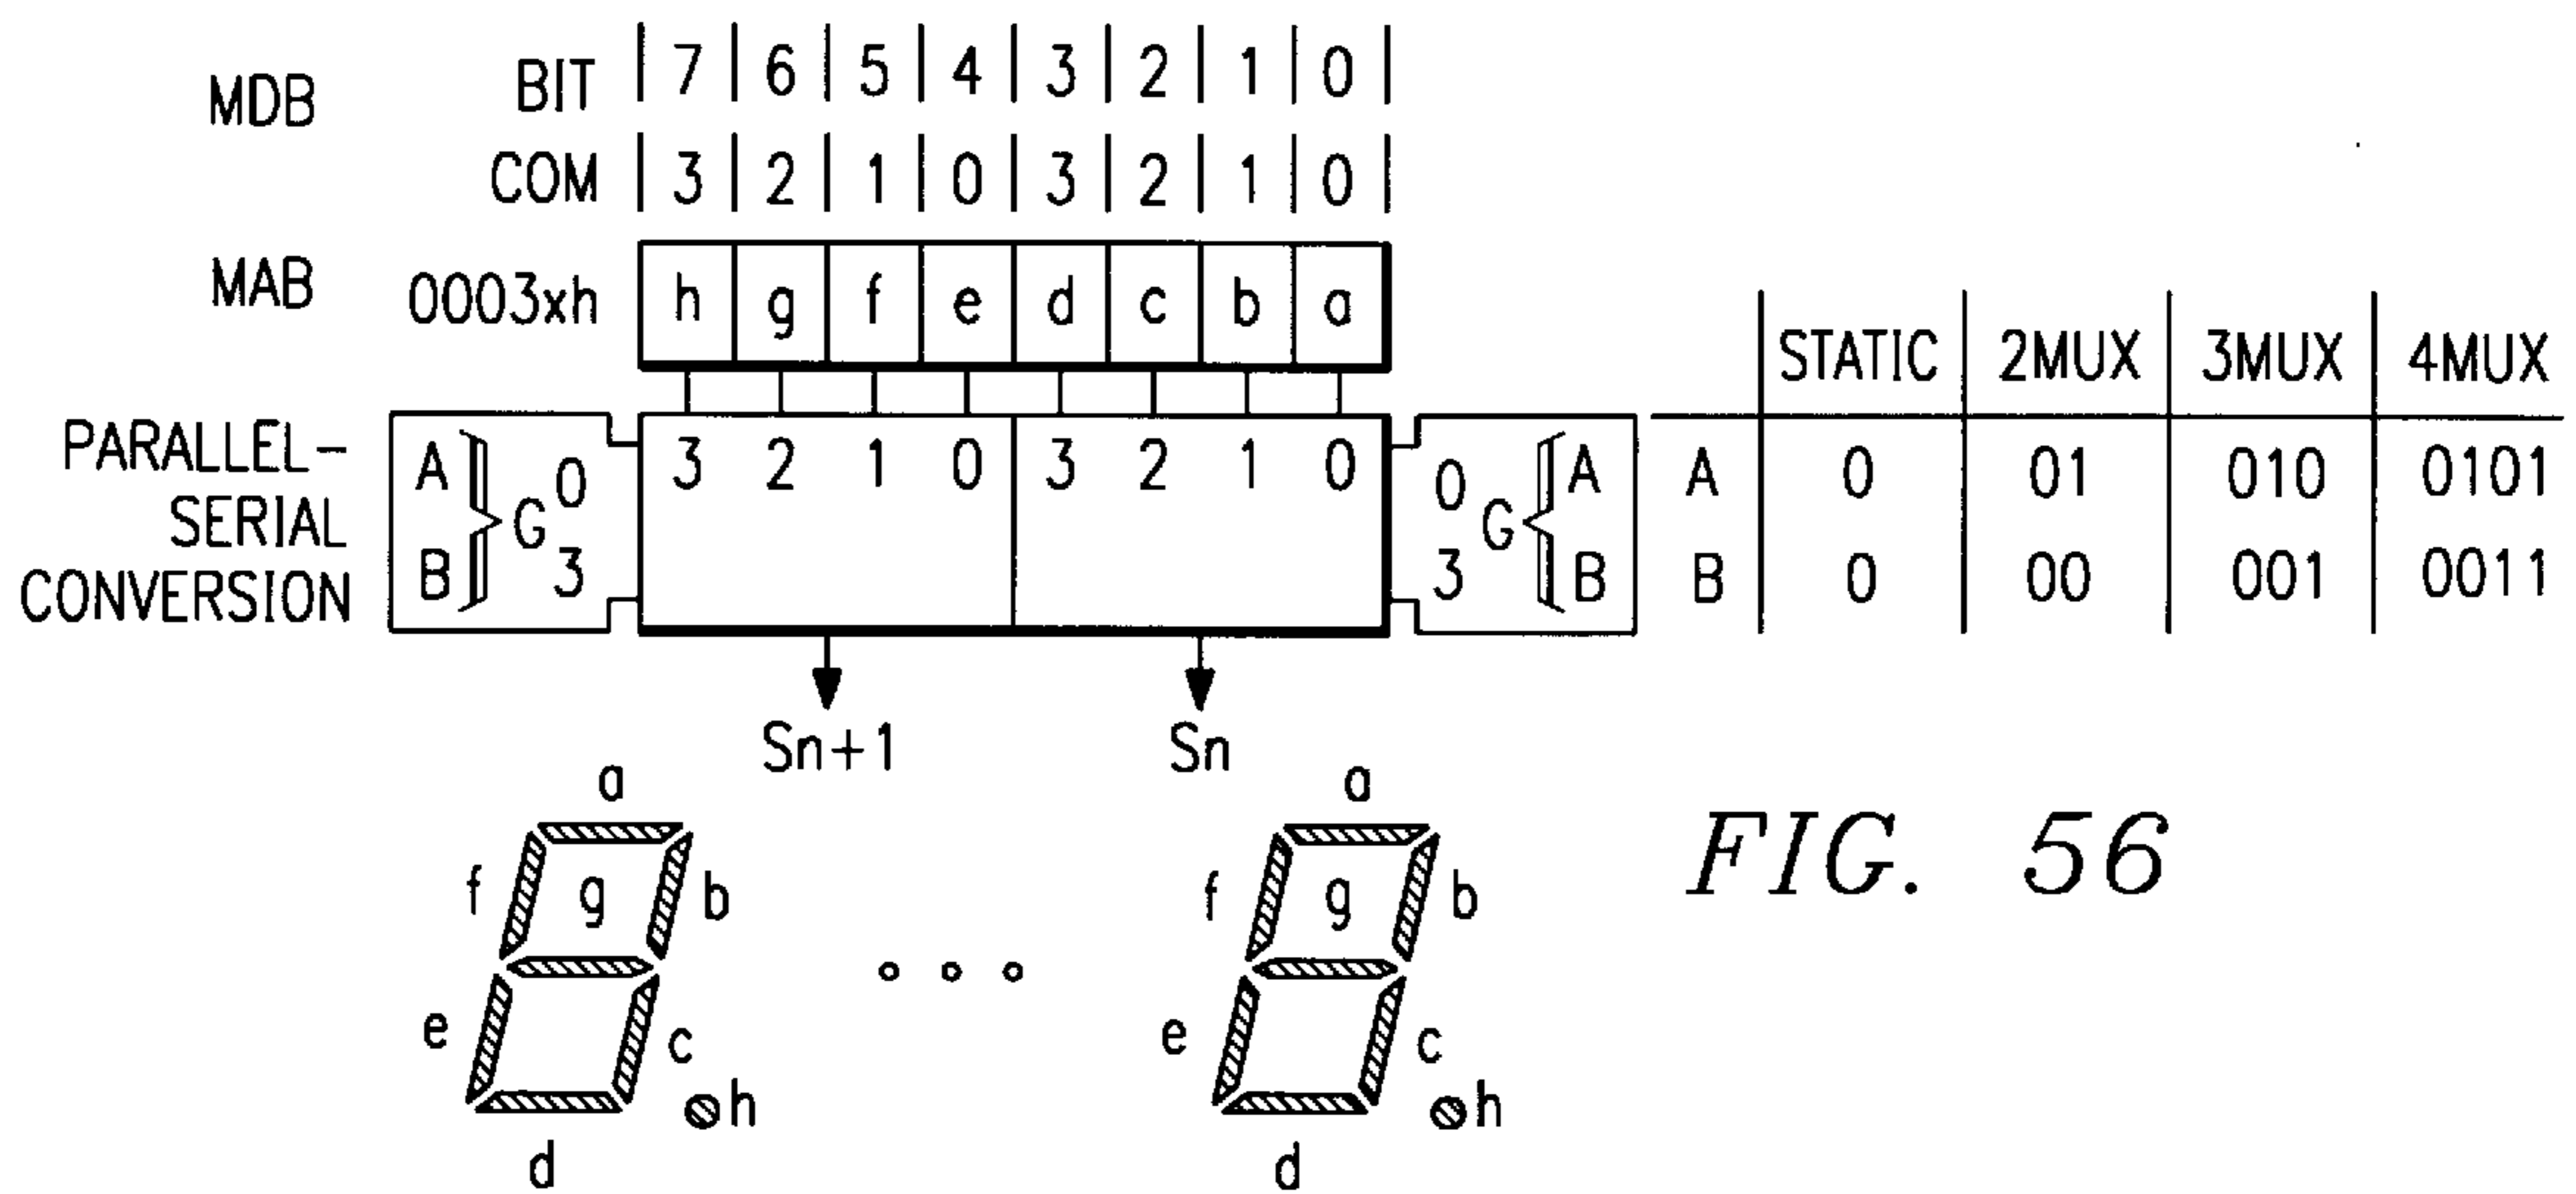 MDB BIT 7 6 5 4 3 2 1 0
COM 3 2 1 0 3 2 1 0
MAB 0003xh h g f e d c b a
STATIC 2MUX 3MUX 4MUX
PARALLEL-
SERIAL
CONVERSION
A B G 0 3
3 2 1 0 3 2 1 0
0 3 G A B
A 0 01 010 0101
B 0 00 001 0011
Sn+1 Sn
a a
f g b f g b
e c e c
h h
d d
FIG. 56